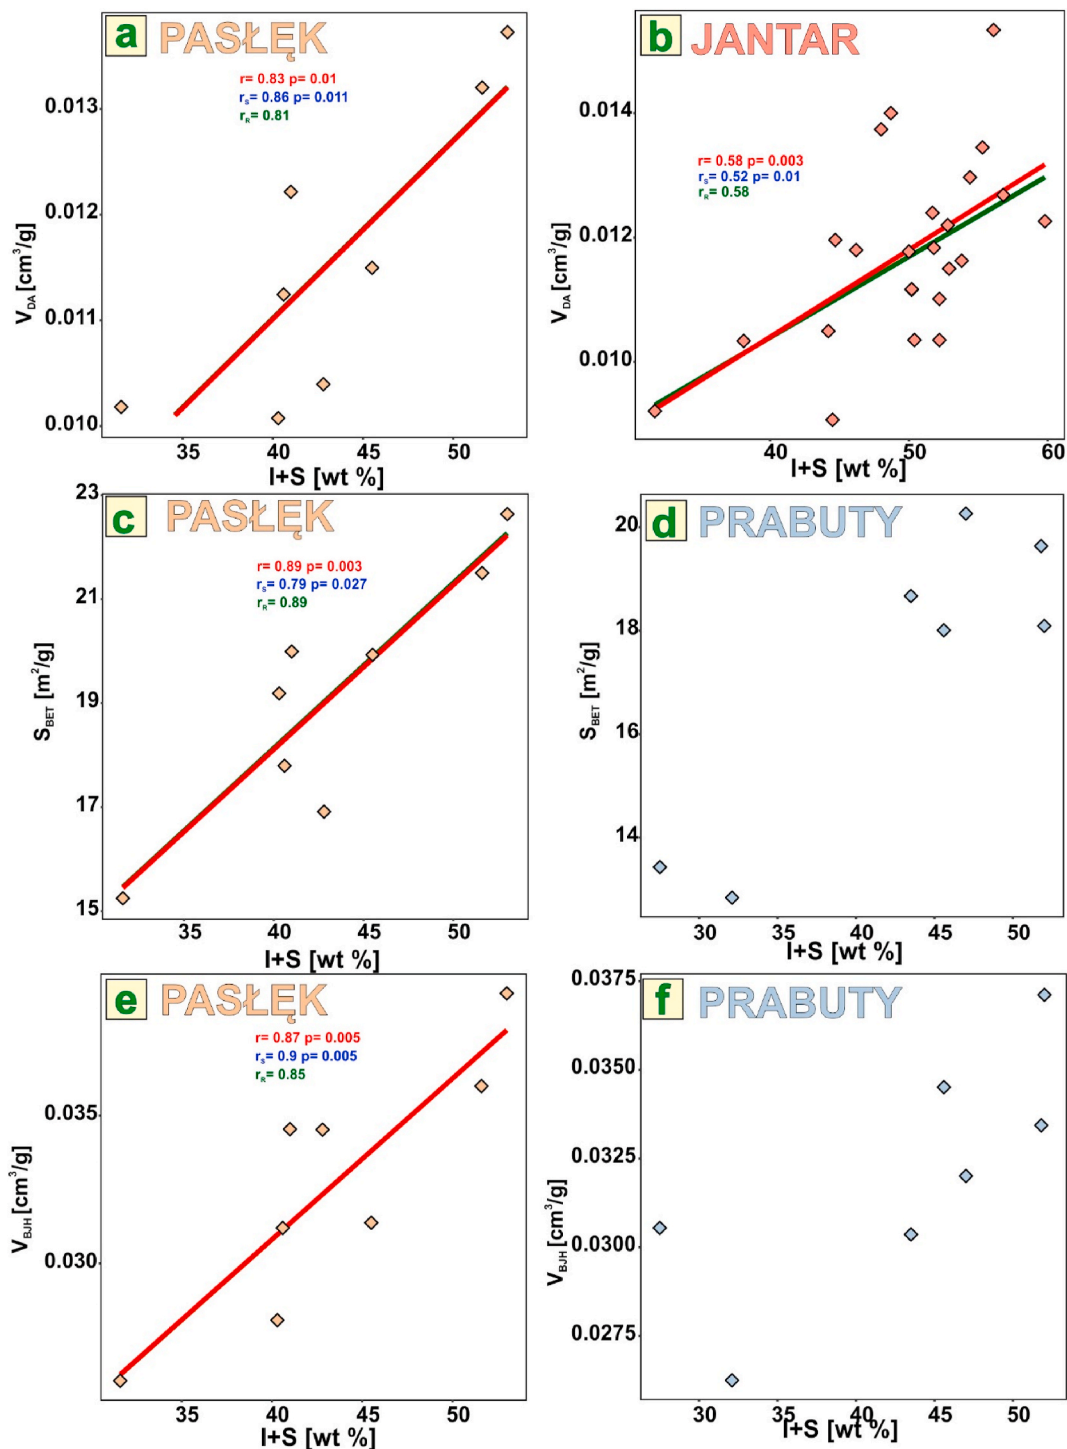 a PASŁĘK
r= 0.83 p= 0.01
rs= 0.86 p= 0.011
rR= 0.81
0.013
0.012
0.011
0.010
VDA [cm³/g]
35 40 45 50
I+S [wt %]
b JANTAR
r= 0.58 p= 0.003
rs= 0.52 p= 0.01
rR= 0.58
0.014
0.012
0.010
VDA [cm³/g]
40 50 60
I+S [wt %]
c PASŁĘK
r= 0.89 p= 0.003
rs= 0.79 p= 0.027
rR= 0.89
23
21
19
17
15
SBET [m²/g]
35 40 45 50
I+S [wt %]
d PRABUTY
20
18
16
14
SBET [m²/g]
30 35 40 45 50
I+S [wt %]
e PASŁĘK
r= 0.87 p= 0.005
rs= 0.9 p= 0.005
rR= 0.85
0.035
0.030
VBJH [cm³/g]
35 40 45 50
I+S [wt %]
f PRABUTY
0.0375
0.0350
0.0325
0.0300
0.0275
VBJH [cm³/g]
30 35 40 45 50
I+S [wt %]